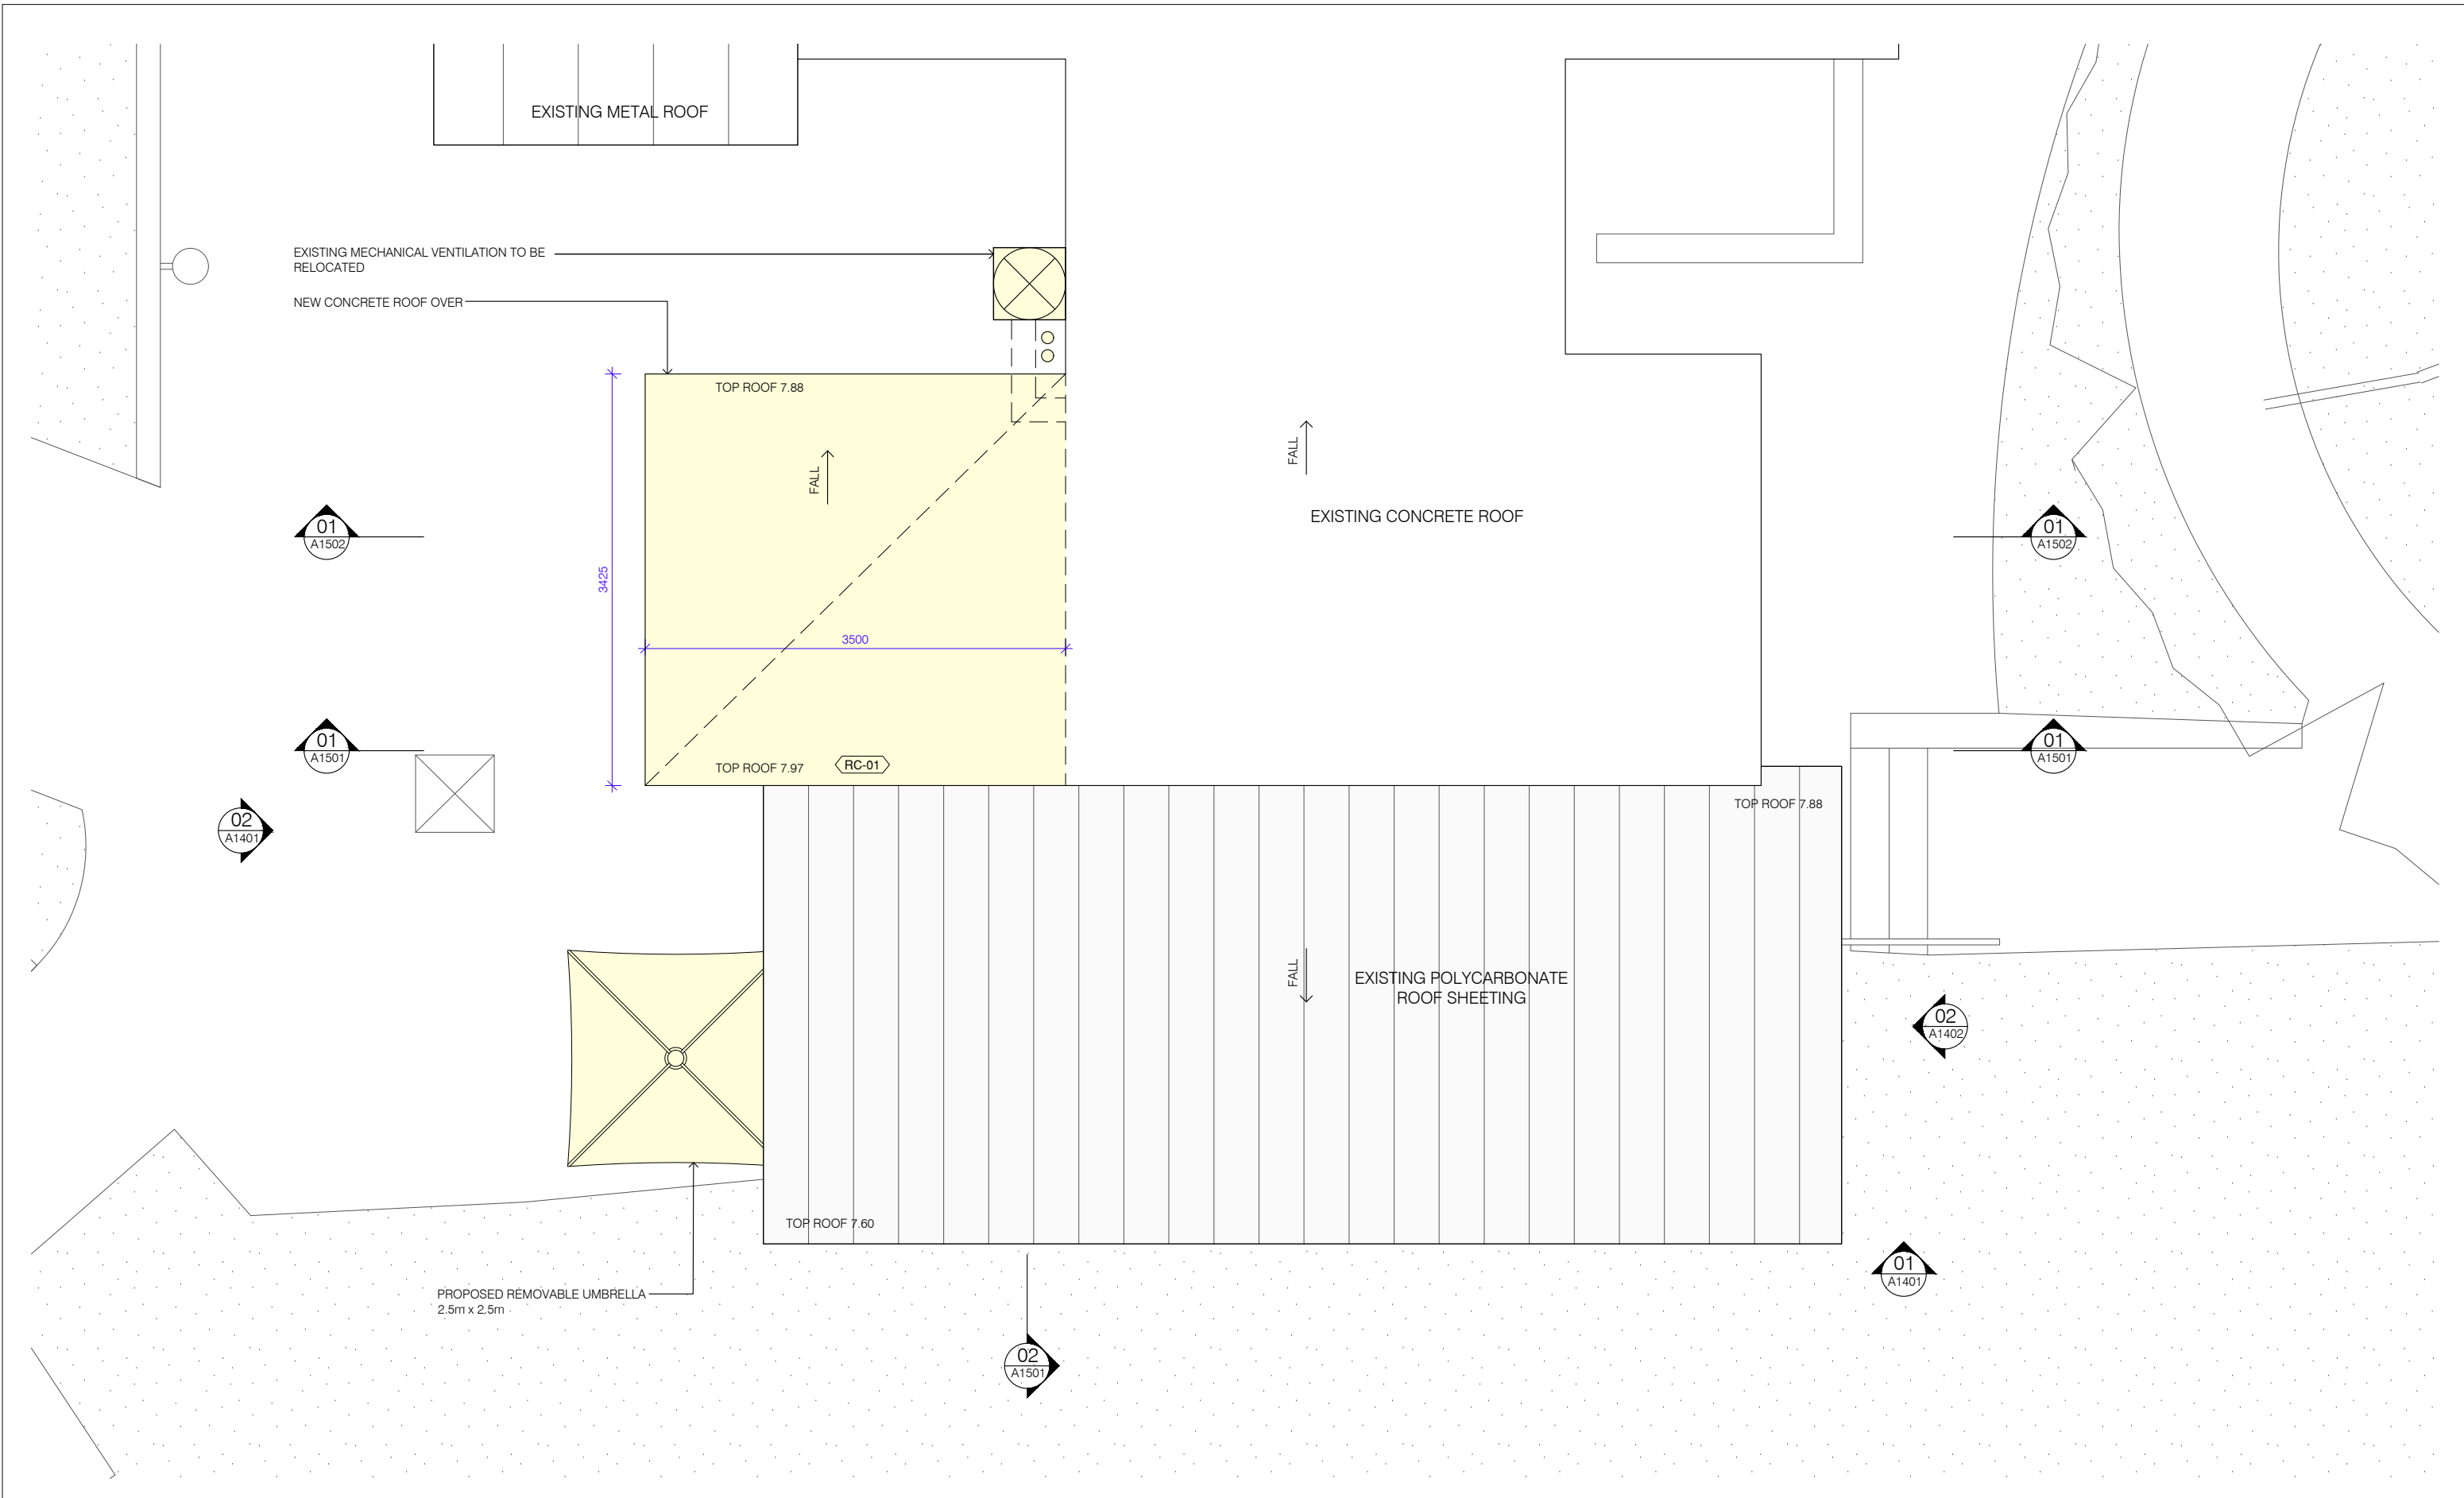 EXISTING METAL ROOF
EXISTING MECHANICAL VENTILATION TO BE
RELOCATED
NEW CONCRETE ROOF OVER
TOP ROOF 7.88
FALL
FALL
EXISTING CONCRETE ROOF
01
A1502
01
A1502
3425
3500
01
A1501
01
A1501
TOP ROOF 7.97
RC-01
TOP ROOF 7.88
02
A1401
FALL
EXISTING POLYCARBONATE
ROOF SHEETING
02
A1402
TOP ROOF 7.60
01
A1401
PROPOSED REMOVABLE UMBRELLA
2.5m x 2.5m
02
A1501